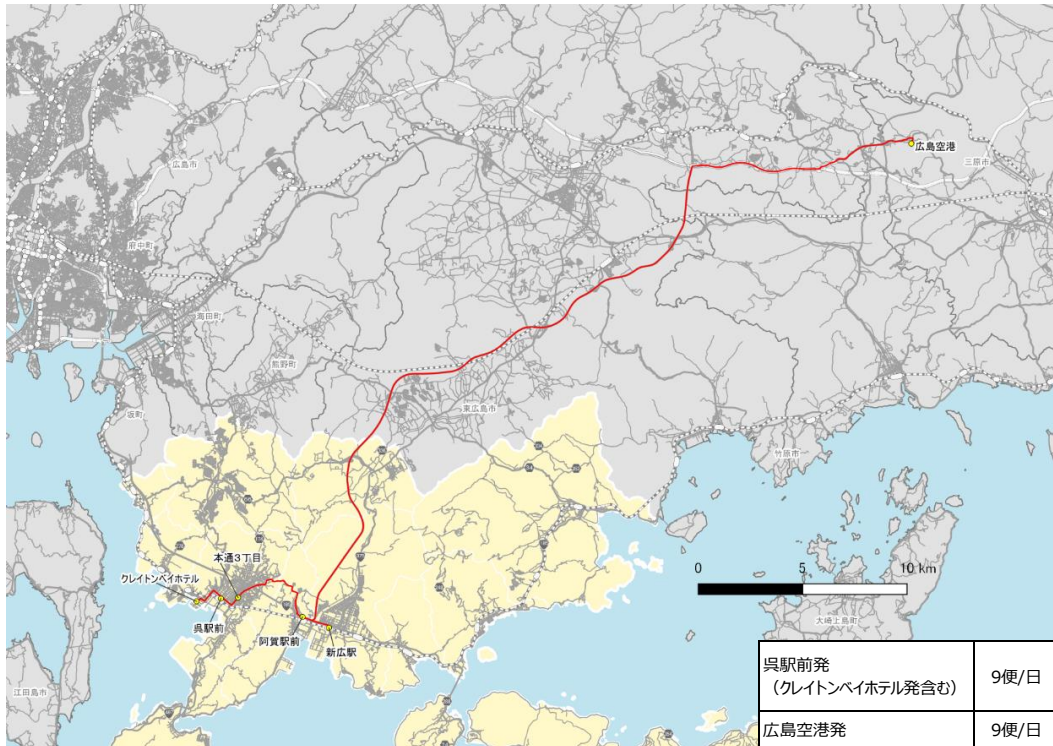 広島空港
三原市
広島市
府中町
海田町
熊野町
坂町
東広島市
竹原市
本通3丁目
クレイトンベイホテル
呉駅前
阿賀駅前
新広駅
江田島市
大崎上島町
0 5 10 km
呉駅前発
(クレイトンベイホテル発含む)
9便/日
広島空港発
9便/日